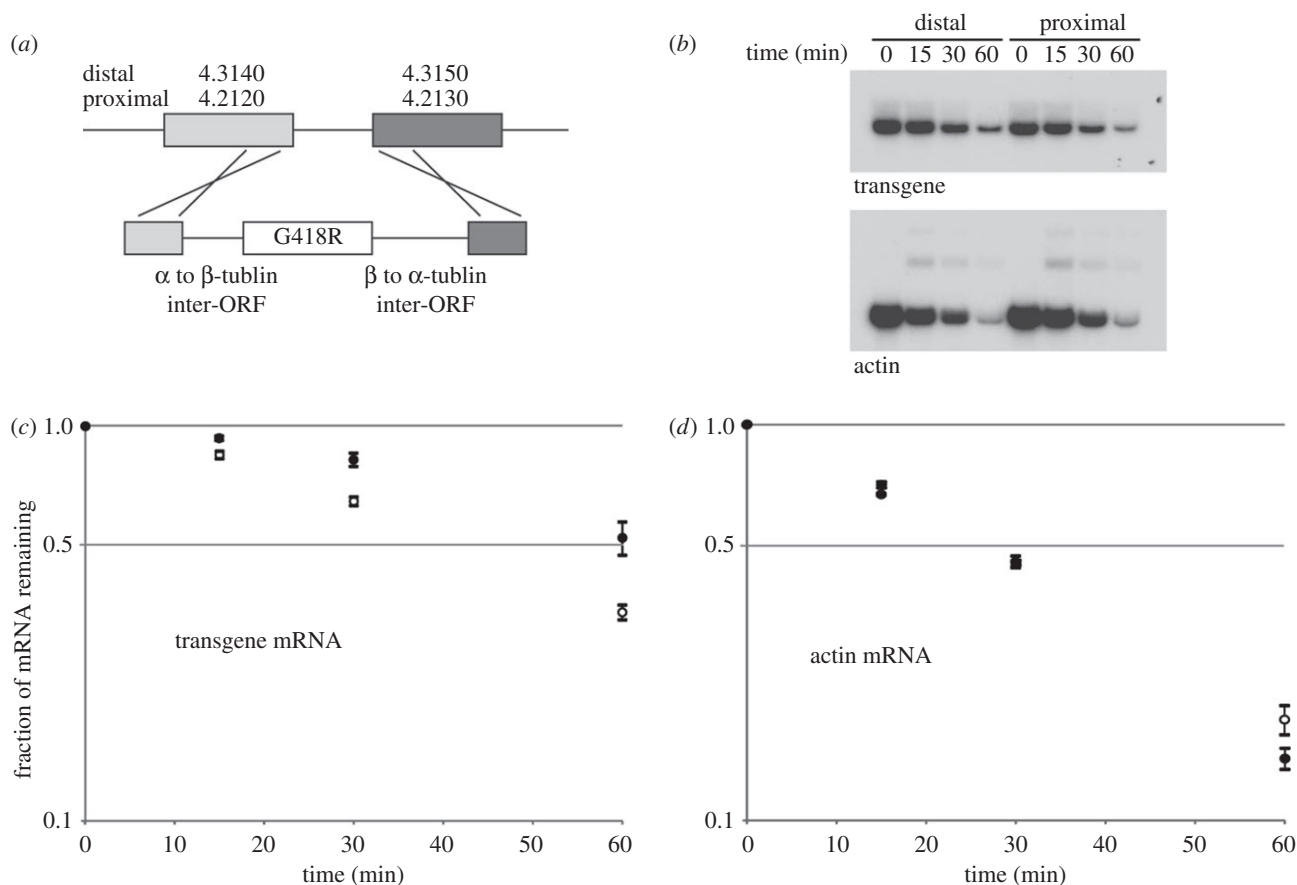 (a)
distal 4.3140 4.3150
proximal 4.2120 4.2130
G418R
α to β-tublin β to α-tublin
inter-ORF inter-ORF
(b)
distal proximal
time (min) 0 15 30 60 0 15 30 60
transgene
actin
(c)
fraction of mRNA remaining
1.0
0.5
0.1
transgene mRNA
0 10 20 30 40 50 60
time (min)
(d)
1.0
0.5
0.1
actin mRNA
0 10 20 30 40 50 60
time (min)